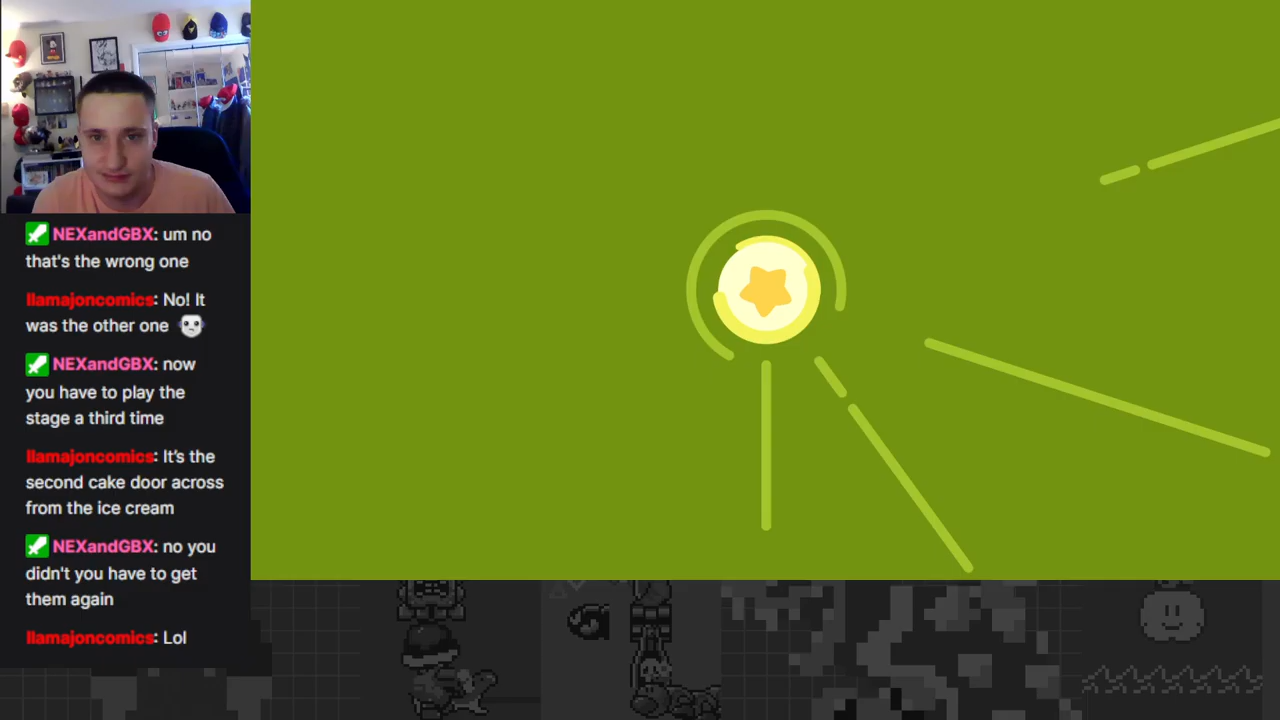 NEXandGBX: um no
that's the wrong one
llamajoncomics: No! It
was the other one
NEXandGBX: now
you have to play the
stage a third time
llamajoncomics: It's the
second cake door across
from the ice cream
NEXandGBX: no you
didn't you have to get
them again
llamajoncomics: Lol